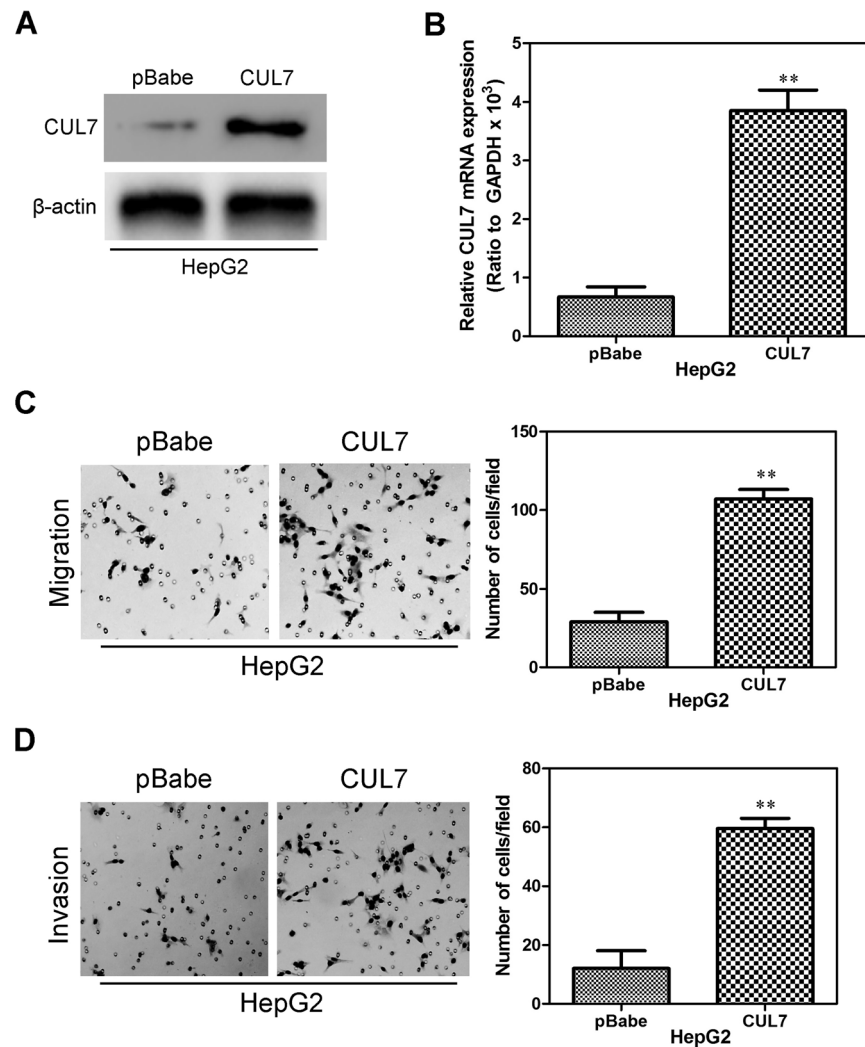 A
pBabe CUL7
CUL7
β-actin
HepG2
B
Relative CUL7 mRNA expression
(Ratio to GAPDH x 10³)
5
4
3
2
1
0
**
pBabe CUL7
HepG2
C
pBabe CUL7
Migration
HepG2
Number of cells/field
150
100
50
0
**
pBabe CUL7
HepG2
D
pBabe CUL7
Invasion
HepG2
Number of cells/field
80
60
40
20
0
**
pBabe CUL7
HepG2